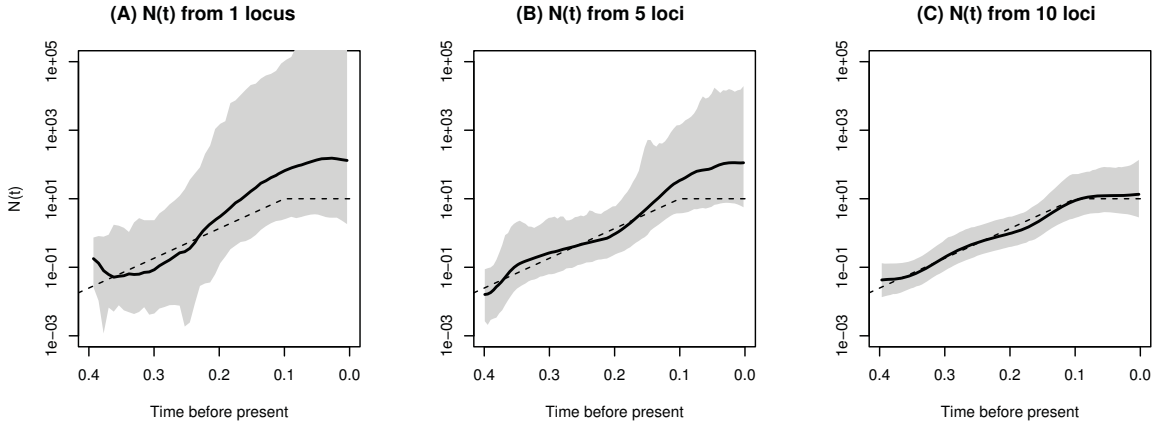 (A) N(t) from 1 locus
(B) N(t) from 5 loci
(C) N(t) from 10 loci
N(t)
1e+05
1e+03
1e+01
1e−01
1e−03
0.4 0.3 0.2 0.1 0.0
Time before present
1e+05
1e+03
1e+01
1e−01
1e−03
0.4 0.3 0.2 0.1 0.0
Time before present
1e+05
1e+03
1e+01
1e−01
1e−03
0.4 0.3 0.2 0.1 0.0
Time before present